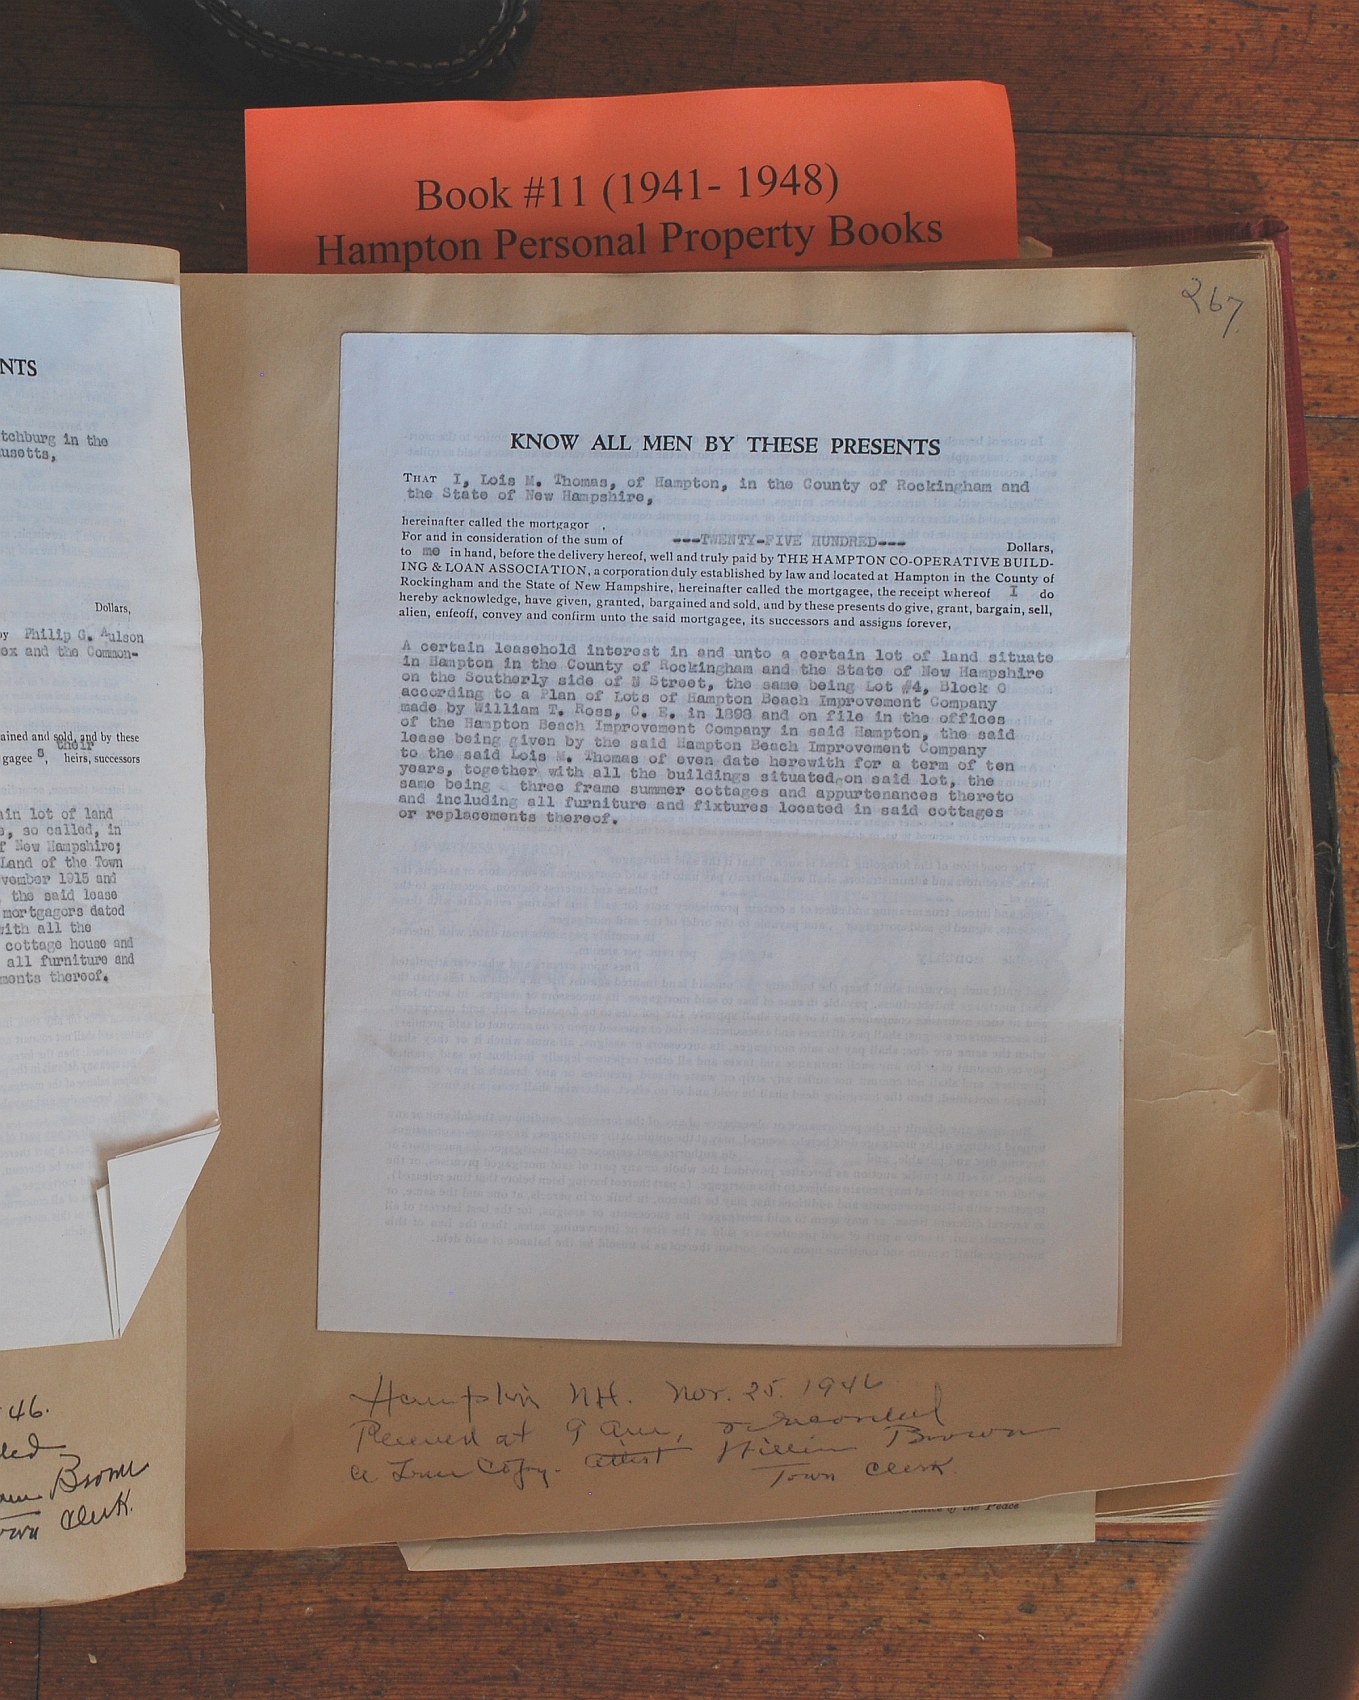 Book #11 (1941- 1948)
Hampton Personal Property Books
267
NTS
tchburg in the
usetts,
Dollars,
by Philip G. Aulson
ex and the Common-
ained and sold, and by these
their
gagee s, heirs, successors
in lot of land
s, so called, in
f New Hampshire;
Land of the Town
vember 1915 and
the said lease
mortgagors dated
with all the
cottage house and
all furniture and
ments thereof.
46.
ded
Brown
Clerk.
KNOW ALL MEN BY THESE PRESENTS
THAT I, Lois M. Thomas, of Hampton, in the County of Rockingham and
the State of New Hampshire,
hereinafter called the mortgagor .
For and in consideration of the sum of ---TWENTY-FIVE HUNDRED--- Dollars,
to me in hand, before the delivery hereof, well and truly paid by THE HAMPTON CO-OPERATIVE BUILD-
ING & LOAN ASSOCIATION, a corporation duly established by law and located at Hampton in the County of
Rockingham and the State of New Hampshire, hereinafter called the mortgagee, the receipt whereof I do
hereby acknowledge, have given, granted, bargained and sold, and by these presents do give, grant, bargain, sell,
alien, enfeoff, convey and confirm unto the said mortgagee, its successors and assigns forever,
A certain leasehold interest in and unto a certain lot of land situate
in Hampton in the County of Rockingham and the State of New Hampshire
on the Southerly side of N Street, the same being Lot #4, Block
according to a Plan of Lots of Hampton Beach Improvement Company
made by William T. Ross, C. E. in 1898 and on file in the offices
of the Hampton Beach Improvement Company in said Hampton, the said
lease being given by the said Hampton Beach Improvement Company
to the said Lois M. Thomas of even date herewith for a term of ten
years, together with all the buildings situated on said lot, the
same being three frame summer cottages and appurtenances thereto
and including all furniture and fixtures located in said cottages
or replacements thereof.
Hampton NH. Nov. 25. 1946
Received at 9 Am, & recorded
a True Copy. attest William Brown
Town Clerk.
of the Peace